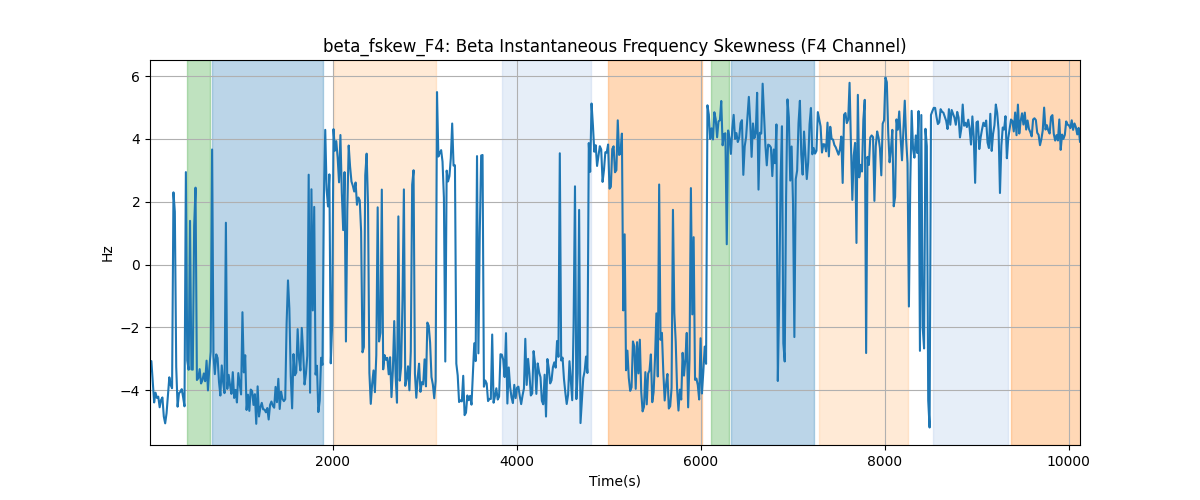 beta_fskew_F4: Beta Instantaneous Frequency Skewness (F4 Channel)
6
4
2
0
−2
−4
Hz
2000 4000 6000 8000 10000
Time(s)